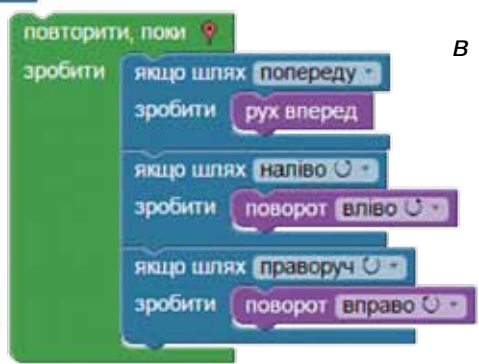 повторити, поки
В
зробити якщо шлях попереду
зробити рух вперед
якщо шлях наліво ↺
зробити поворот вліво ↺
якщо шлях праворуч ↻
зробити поворот вправо ↻